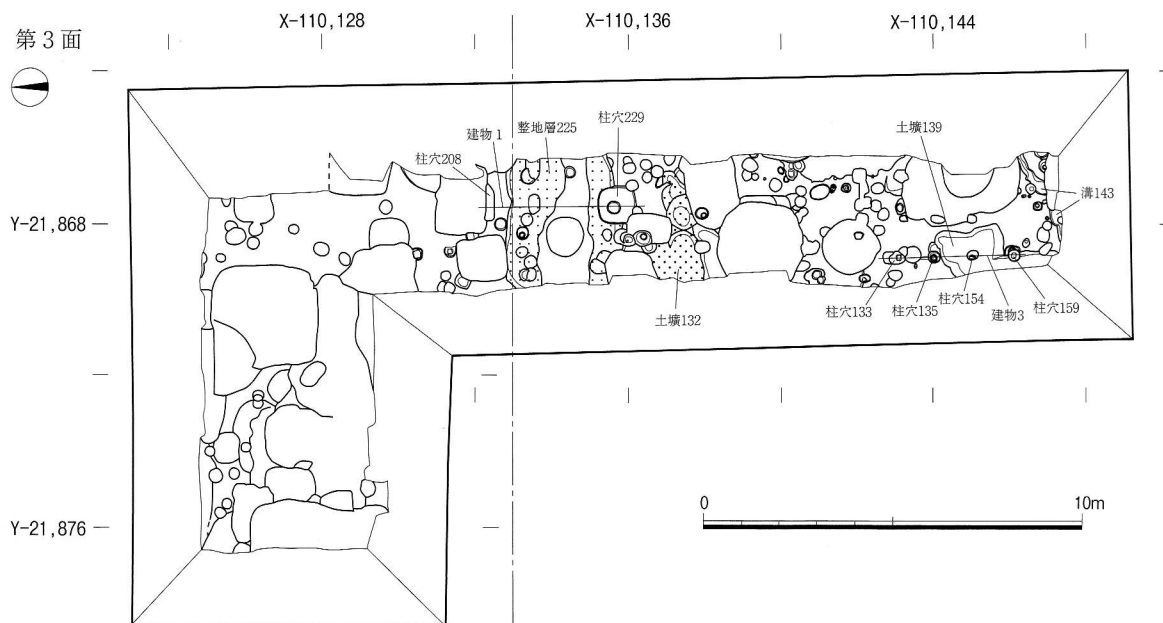 X-110,128
X-110,136
X-110,144
第3面
柱穴229
整地層225
建物1
柱穴208
土壙139
溝143
Y-21,868
柱穴133
柱穴135
柱穴154
建物3
柱穴159
土壙132
0
10m
Y-21,876